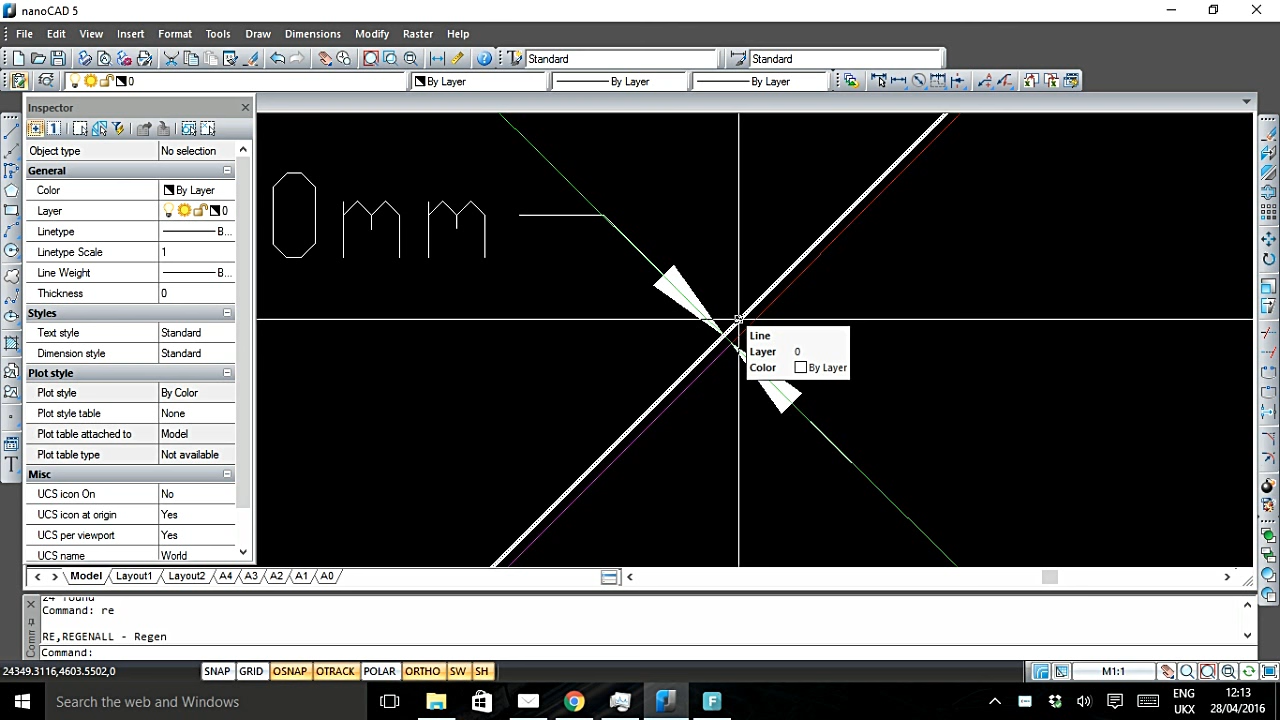 nanoCAD 5
File Edit View Insert Format Tools Draw Dimensions Modify Raster Help
Standard Standard
0 By Layer By Layer By Layer
Inspector
Object type No selection
General
Color By Layer
Layer 0
Linetype B...
Linetype Scale 1
Line Weight B...
Thickness 0
Styles
Text style Standard
Dimension style Standard
Plot style
Plot style By Color
Plot style table None
Plot table attached to Model
Plot table type Not available
Misc
UCS icon On No
UCS icon at origin Yes
UCS per viewport Yes
UCS name World
0mm
Line
Layer 0
Color By Layer
Model Layout1 Layout2 A4 A3 A2 A1 A0
24 found
Command: re
RE,REGENALL - Regen
Command:
Comm
24349.3116,4603.5502,0 SNAP GRID OSNAP OTRACK POLAR ORTHO SW SH M1:1
Search the web and Windows
F
ENG 12:13
UKX 28/04/2016